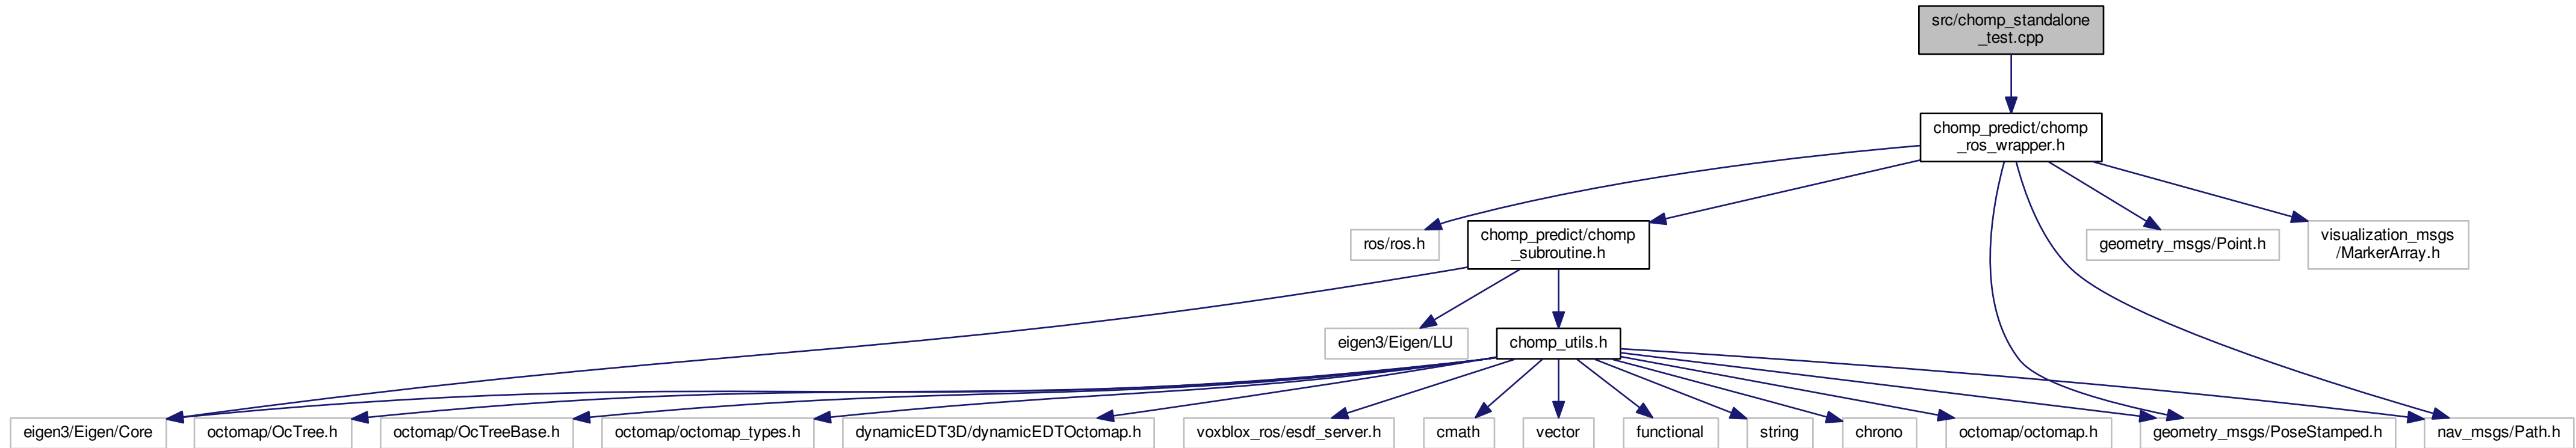 src/chomp_standalone
_test.cpp
chomp_predict/chomp
_ros_wrapper.h
ros/ros.h
chomp_predict/chomp
_subroutine.h
geometry_msgs/Point.h
visualization_msgs
/MarkerArray.h
eigen3/Eigen/LU
chomp_utils.h
eigen3/Eigen/Core
octomap/OcTree.h
octomap/OcTreeBase.h
octomap/octomap_types.h
dynamicEDT3D/dynamicEDTOctomap.h
voxblox_ros/esdf_server.h
cmath
vector
functional
string
chrono
octomap/octomap.h
geometry_msgs/PoseStamped.h
nav_msgs/Path.h